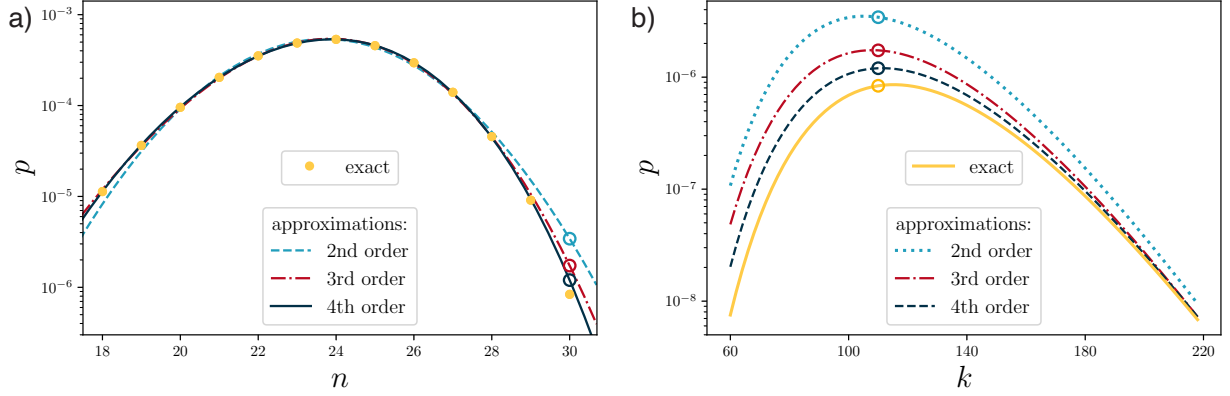 a)
10⁻³
10⁻⁴
10⁻⁵
10⁻⁶
p
exact
approximations:
2nd order
3rd order
4th order
18 20 22 24 26 28 30
n
b)
10⁻⁶
10⁻⁷
10⁻⁸
p
exact
approximations:
2nd order
3rd order
4th order
60 100 140 180 220
k